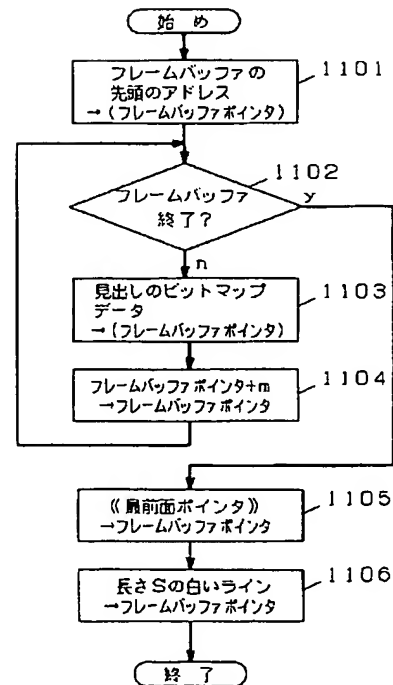 始め
フレームバッファの
先頭のアドレス
→(フレームバッファポインタ)
1101
1102
フレームバッファ
終了?
y
n
見出しのビットマップ
データ
→(フレームバッファポインタ)
1103
フレームバッファポインタ+m
→フレームバッファポインタ
1104
《最前面ポインタ》
→フレームバッファポインタ
1105
長さSの白いライン
→フレームバッファポインタ
1106
終了